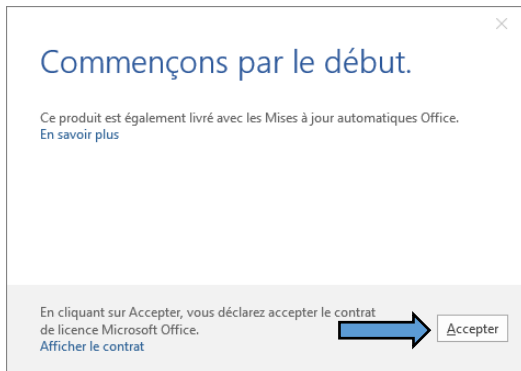 Commençons par le début.
Ce produit est également livré avec les Mises à jour automatiques Office.
En savoir plus
En cliquant sur Accepter, vous déclarez accepter le contrat
de licence Microsoft Office.
Afficher le contrat
Accepter